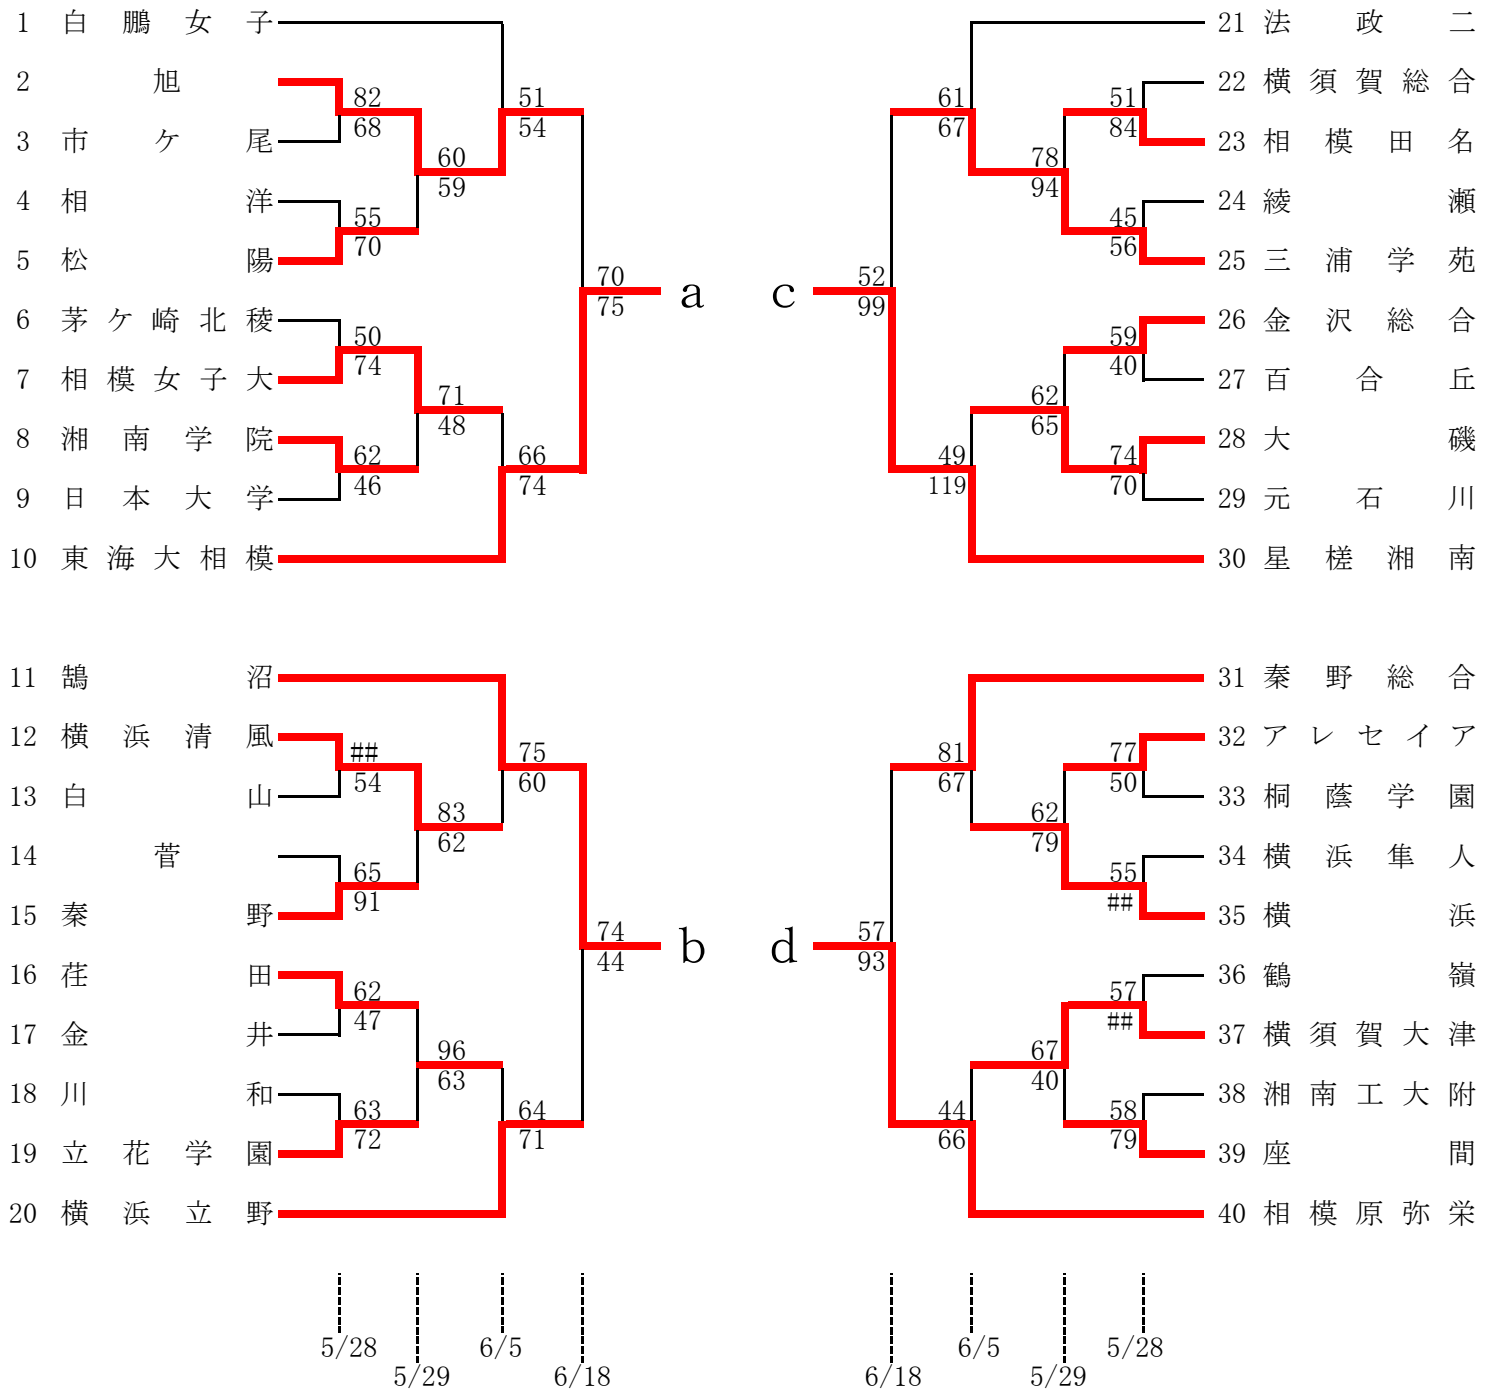 1 白鵬女子
21 法政二
2 旭
82
51
61
51
22 横須賀総合
3 市ケ尾
68
54
67
84
23 相模田名
60
78
4 相洋
59
94
24 綾瀬
55
45
5 松陽
70
56
25 三浦学苑
70
a
c
52
75
99
6 茅ケ崎北稜
26 金沢総合
50
59
7 相模女子大
74
40
27 百合丘
71
62
8 湘南学院
48
65
28 大磯
62
66
49
74
9 日本大学
46
74
119
70
29 元石川
10 東海大相模
30 星槎湘南
11 鵠沼
31 秦野総合
12 横浜清風
##
75
81
77
32 アレセイア
13 白山
54
60
67
50
33 桐蔭学園
83
62
14 菅
62
79
34 横浜隼人
65
55
15 秦野
91
##
35 横浜
74
b
d
57
44
93
16 荏田
36 鶴嶺
62
57
17 金井
47
##
37 横須賀大津
96
67
18 川和
63
40
38 湘南工大附
63
64
44
58
19 立花学園
72
71
66
79
39 座間
20 横浜立野
40 相模原弥栄
5/28
6/5
6/5
5/28
5/29
6/18
6/18
5/29